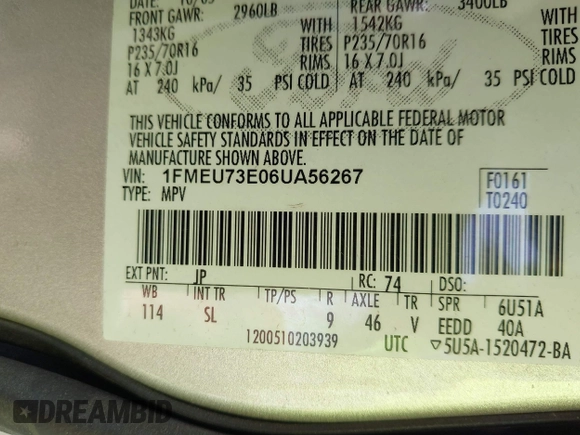 10/05
FRONT GAWR: 2960LB REAR GAWR: 3400LB
1343KG WITH 1542KG WITH
P235/70R16 TIRES P235/70R16 TIRES
16 X 7.0J RIMS 16 X 7.0J RIMS
AT 240 kPa/ 35 PSI COLD AT 240 kPa/ 35 PSI COLD
Ford
THIS VEHICLE CONFORMS TO ALL APPLICABLE FEDERAL MOTOR
VEHICLE SAFETY STANDARDS IN EFFECT ON THE DATE OF
MANUFACTURE SHOWN ABOVE.
VIN: 1FMEU73E06UA56267 F0161
TYPE: MPV T0240
EXT PNT: JP RC: 74 DSO:
WB INT TR TP/PS R AXLE TR SPR 6U51A
114 SL 9 46 V EEDD 40A
1200510203939 UTC ▽5U5A-1520472-BA
DREAMBID